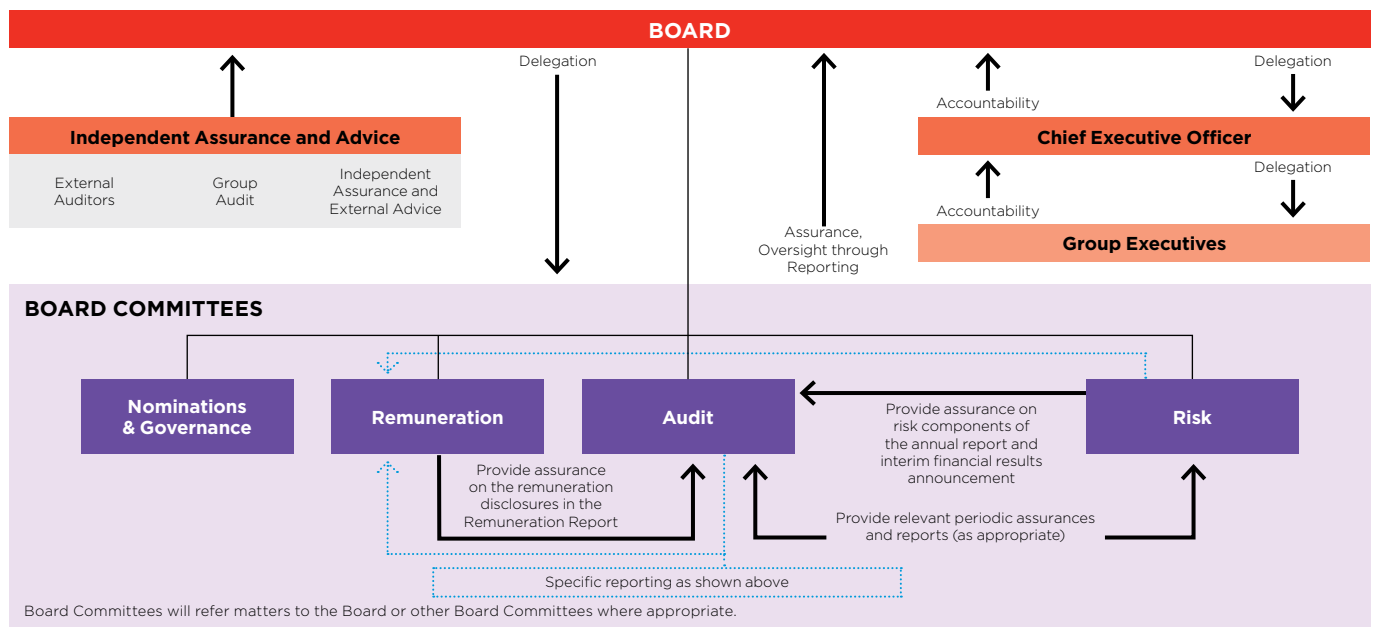 BOARD
Delegation
Accountability
Delegation
Independent Assurance and Advice
External
Auditors
Group
Audit
Independent
Assurance and
External Advice
Chief Executive Officer
Accountability
Delegation
Group Executives
Assurance,
Oversight through
Reporting
BOARD COMMITTEES
Nominations
& Governance
Remuneration
Audit
Risk
Provide assurance on
risk components of
the annual report and
interim financial results
announcement
Provide assurance
on the remuneration
disclosures in the
Remuneration Report
Provide relevant periodic assurances
and reports (as appropriate)
Specific reporting as shown above
Board Committees will refer matters to the Board or other Board Committees where appropriate.